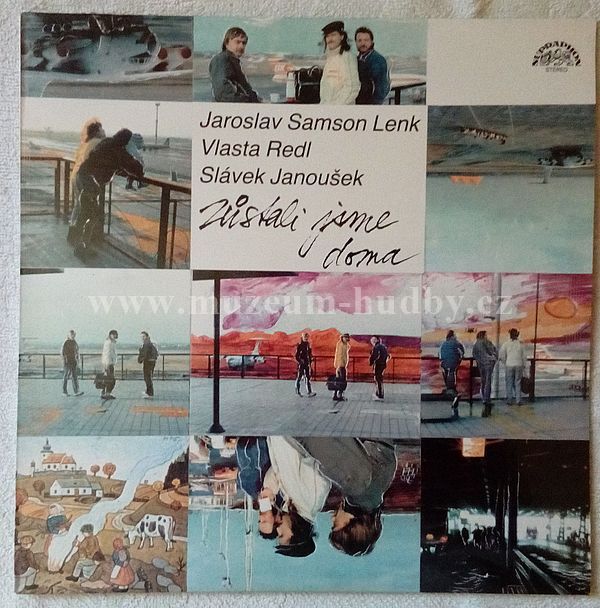 SUPRAPHON
STEREO
Jaroslav Samson Lenk
Vlasta Redl
Slávek Janoušek
zůstali jsme
doma
www.muzeum-hudby.cz